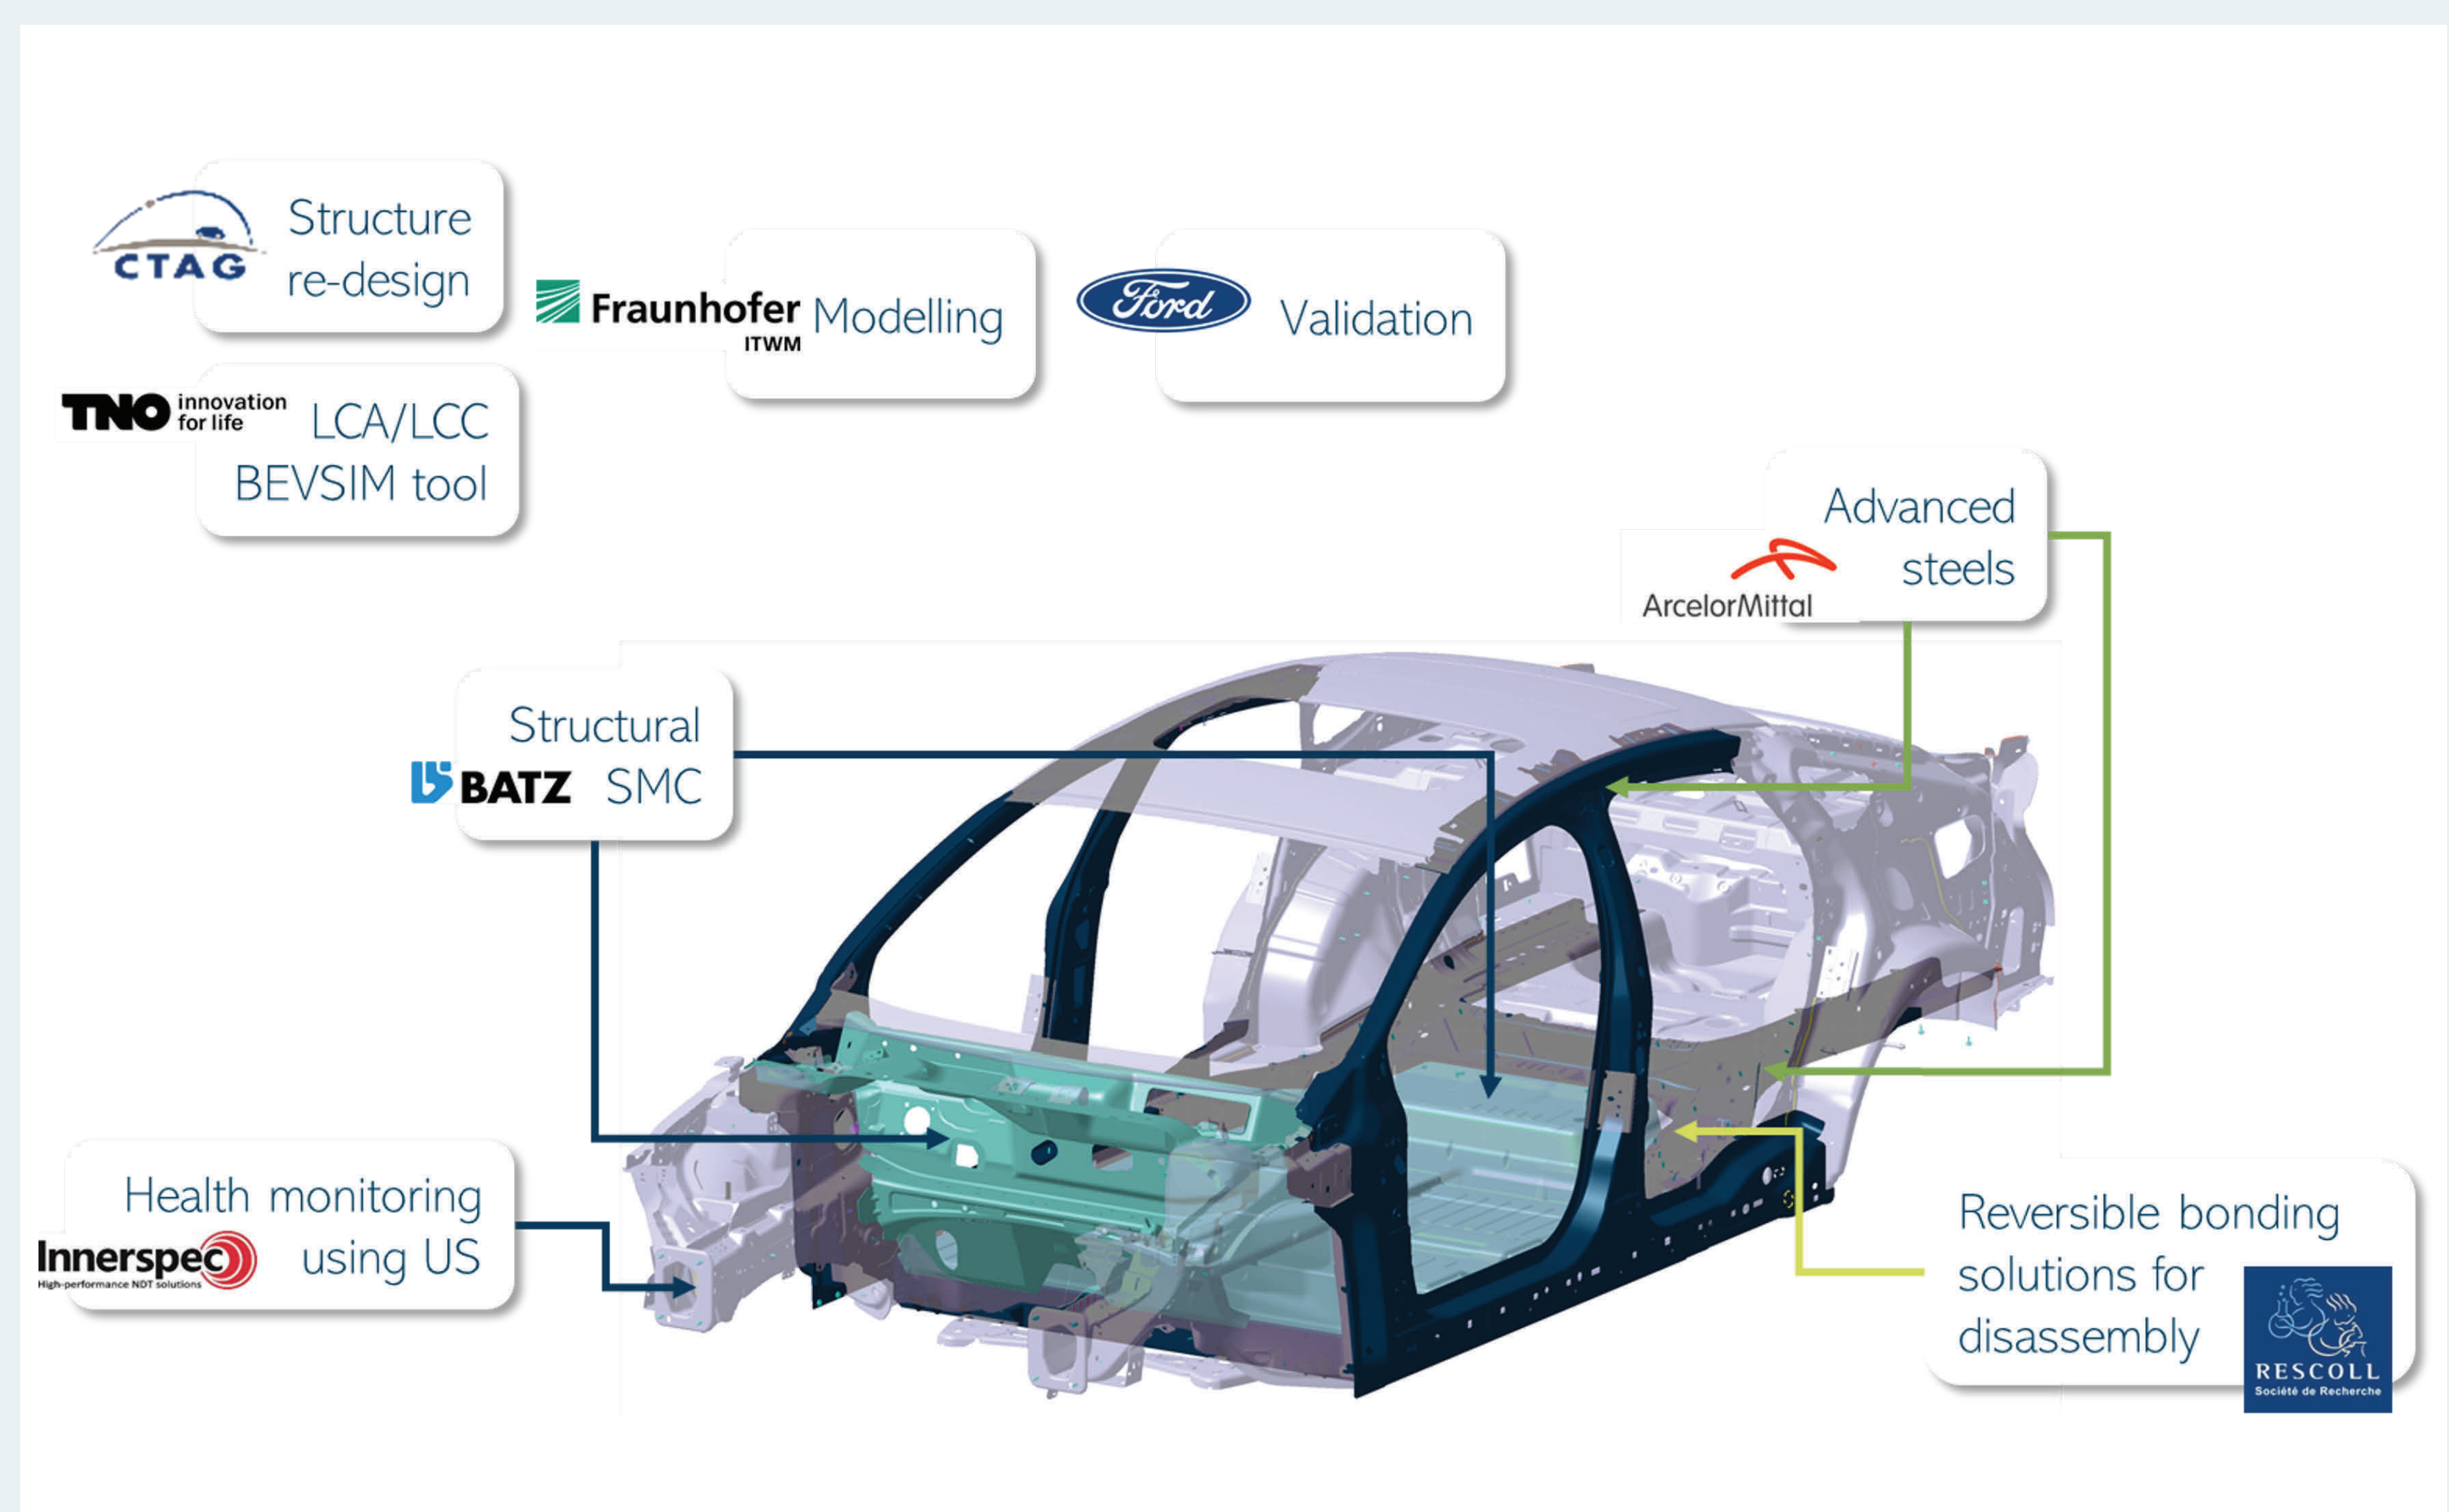 CTAG
Structure
re-design
Fraunhofer
ITWM
Modelling
Ford
Validation
TNO innovation
for life
LCA/LCC
BEVSIM tool
Advanced
steels
ArcelorMittal
Structural
BATZ SMC
Health monitoring
using US
Innerspec
High-performance NDT solutions
Reversible bonding
solutions for
disassembly
RESCOLL
Société de Recherche